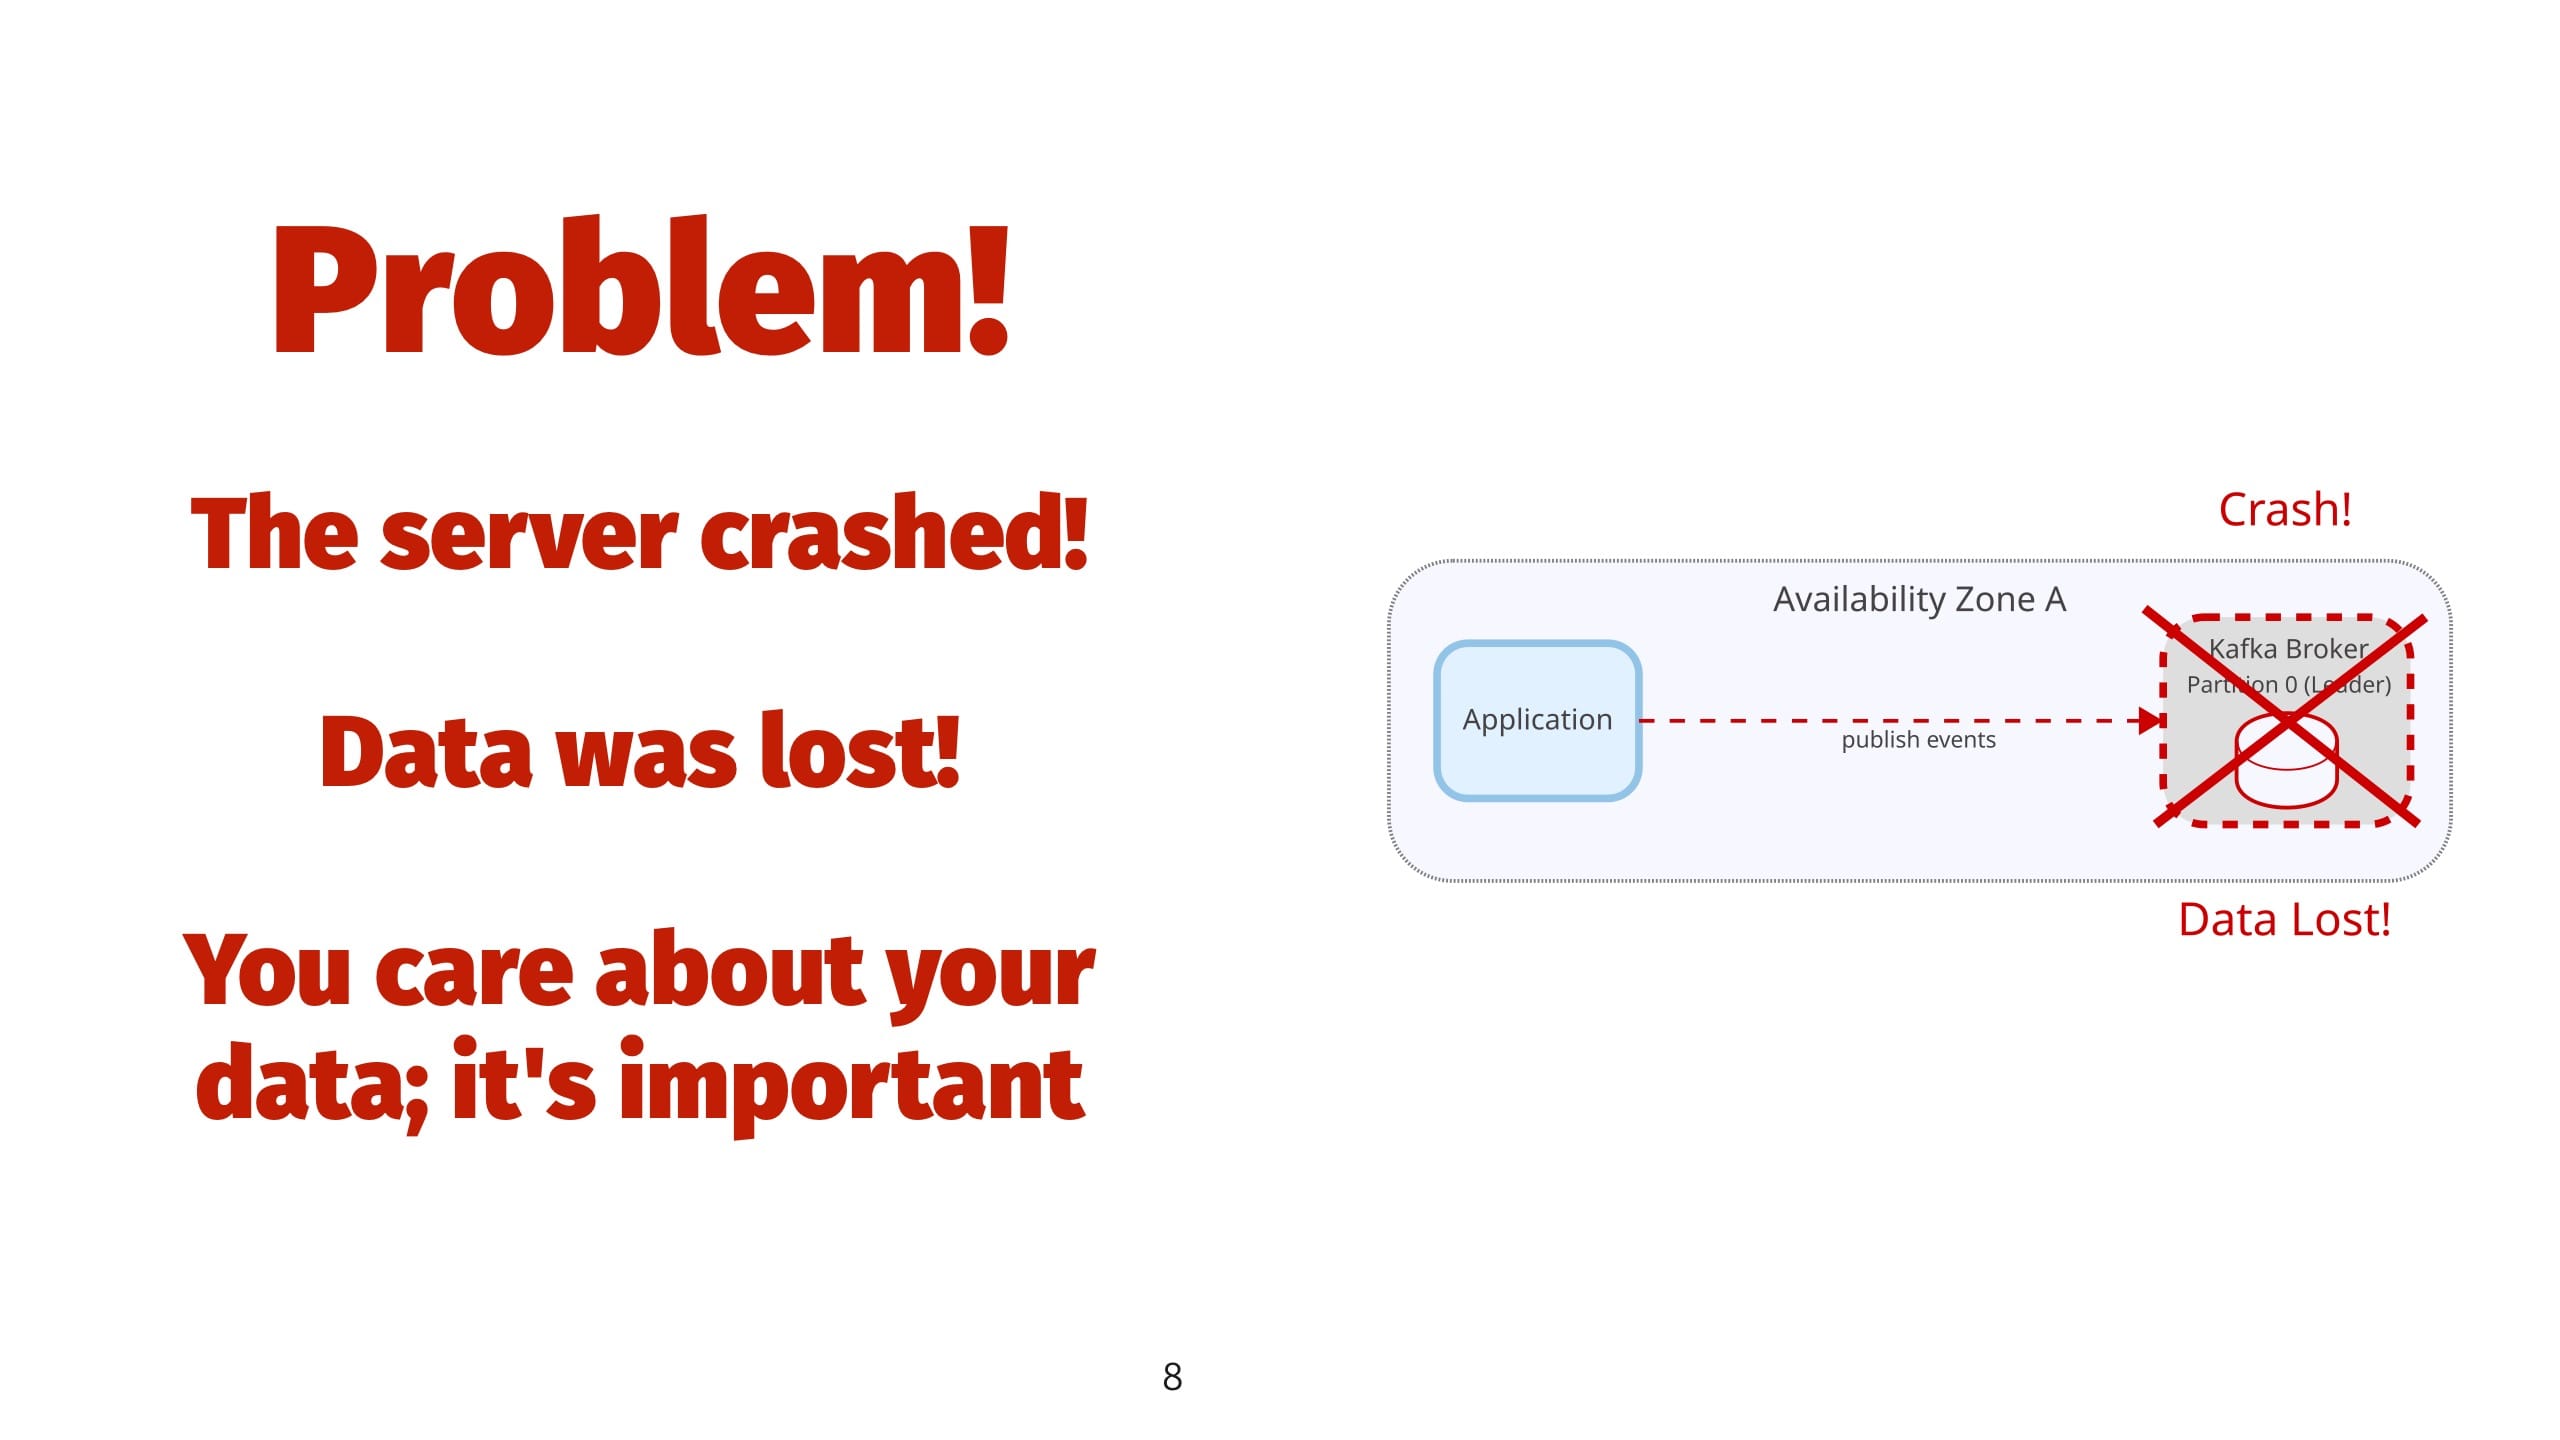 Problem!
The server crashed!
Data was lost!
You care about your
data; it's important
Crash!
Availability Zone A
Kafka Broker
Partition 0 (Leader)
Application
publish events
Data Lost!
8